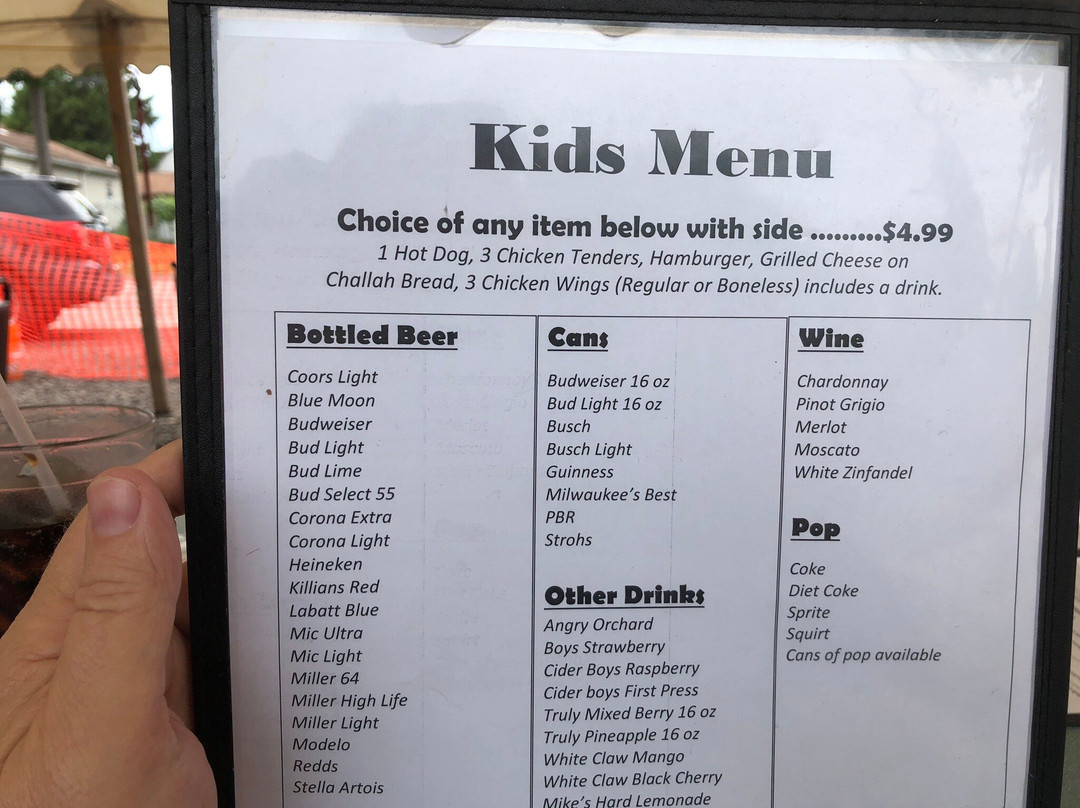 Kids Menu
Choice of any item below with side .........$4.99
1 Hot Dog, 3 Chicken Tenders, Hamburger, Grilled Cheese on
Challah Bread, 3 Chicken Wings (Regular or Boneless) includes a drink.
Bottled Beer
Coors Light
Blue Moon
Budweiser
Bud Light
Bud Lime
Bud Select 55
Corona Extra
Corona Light
Heineken
Killians Red
Labatt Blue
Mic Ultra
Mic Light
Miller 64
Miller High Life
Miller Light
Modelo
Redds
Stella Artois
Cans
Budweiser 16 oz
Bud Light 16 oz
Busch
Busch Light
Guinness
Milwaukee's Best
PBR
Strohs
Other Drinks
Angry Orchard
Boys Strawberry
Cider Boys Raspberry
Cider boys First Press
Truly Mixed Berry 16 oz
Truly Pineapple 16 oz
White Claw Mango
White Claw Black Cherry
Mike's Hard Lemonade
Wine
Chardonnay
Pinot Grigio
Merlot
Moscato
White Zinfandel
Pop
Coke
Diet Coke
Sprite
Squirt
Cans of pop available